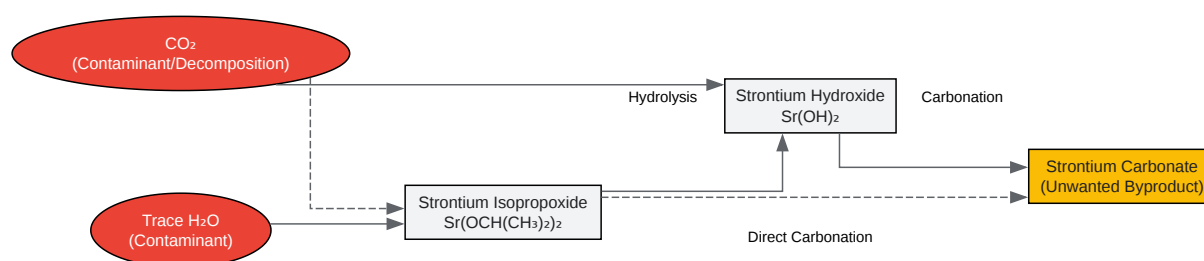 CO₂
(Contaminant/Decomposition)
Hydrolysis
Strontium Hydroxide
Sr(OH)₂
Carbonation
Strontium Carbonate
(Unwanted Byproduct)
Trace H₂O
(Contaminant)
Strontium Isopropoxide
Sr(OCH(CH₃)₂)₂
Direct Carbonation